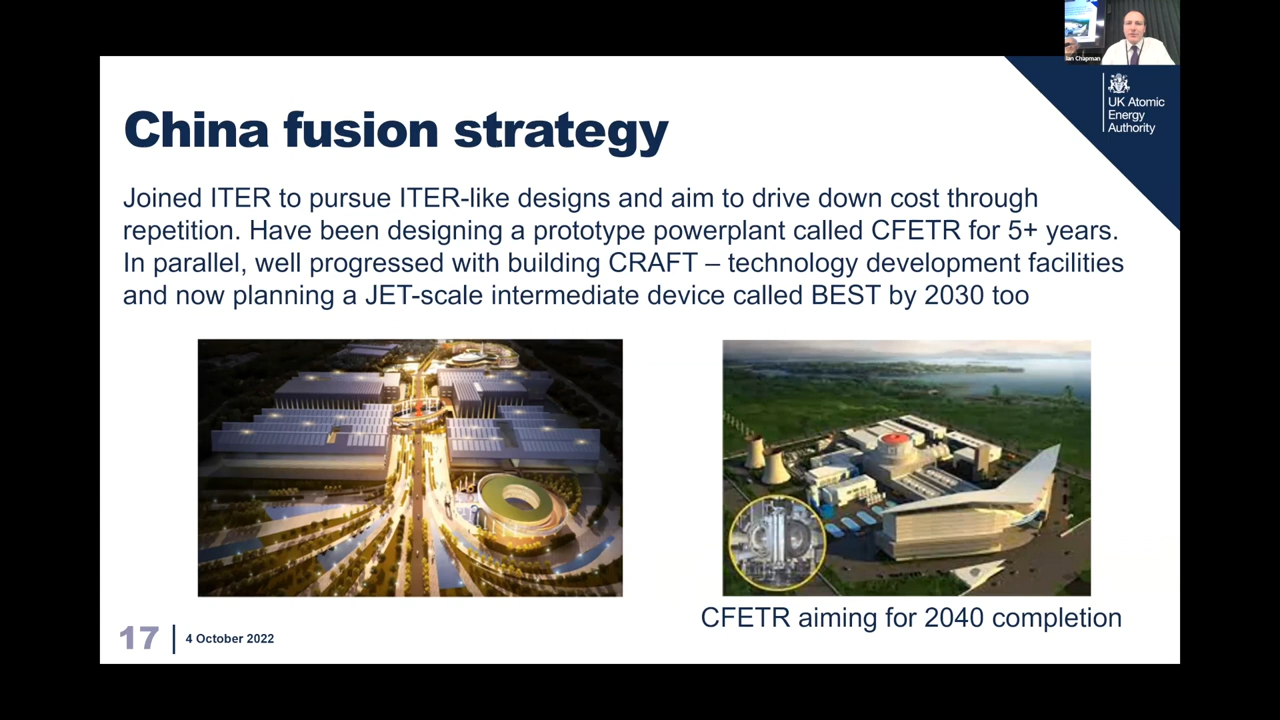 Ian Chapman
UK Atomic
Energy
Authority
China fusion strategy
Joined ITER to pursue ITER-like designs and aim to drive down cost through
repetition. Have been designing a prototype powerplant called CFETR for 5+ years.
In parallel, well progressed with building CRAFT – technology development facilities
and now planning a JET-scale intermediate device called BEST by 2030 too
CFETR aiming for 2040 completion
17
4 October 2022